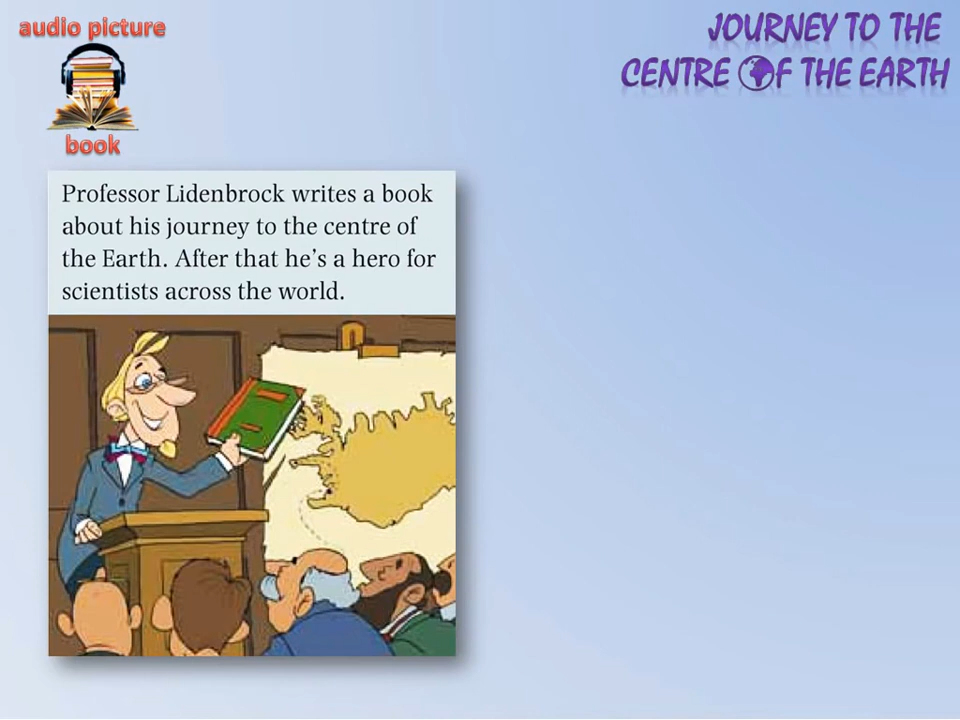 audio picture
book
JOURNEY TO THE
CENTRE OF THE EARTH
Professor Lidenbrock writes a book
about his journey to the centre of
the Earth. After that he's a hero for
scientists across the world.